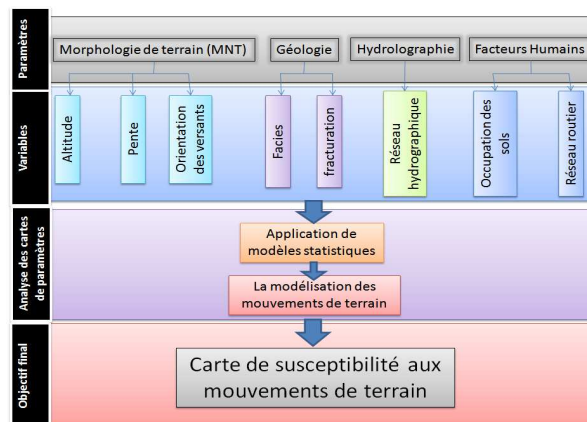 Paramètres
Morphologie de terrain (MNT)
Géologie
Hydrolographie
Facteurs Humains
Variables
Altitude
Pente
Orientation
des versants
Facies
fracturation
Réseau
hydrographique
Occupation des
sols
Réseau routier
Analyse des cartes
de paramètres
Application de
modèles statistiques
La modélisation des
mouvements de terrain
Objectif final
Carte de susceptibilité aux
mouvements de terrain